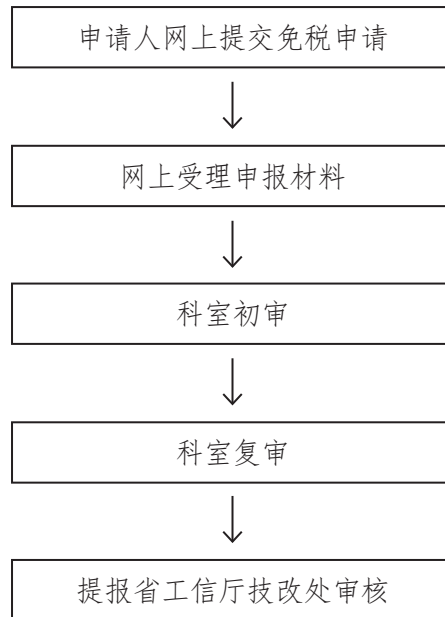 申请人网上提交免税申请
网上受理申报材料
科室初审
科室复审
提报省工信厅技改处审核